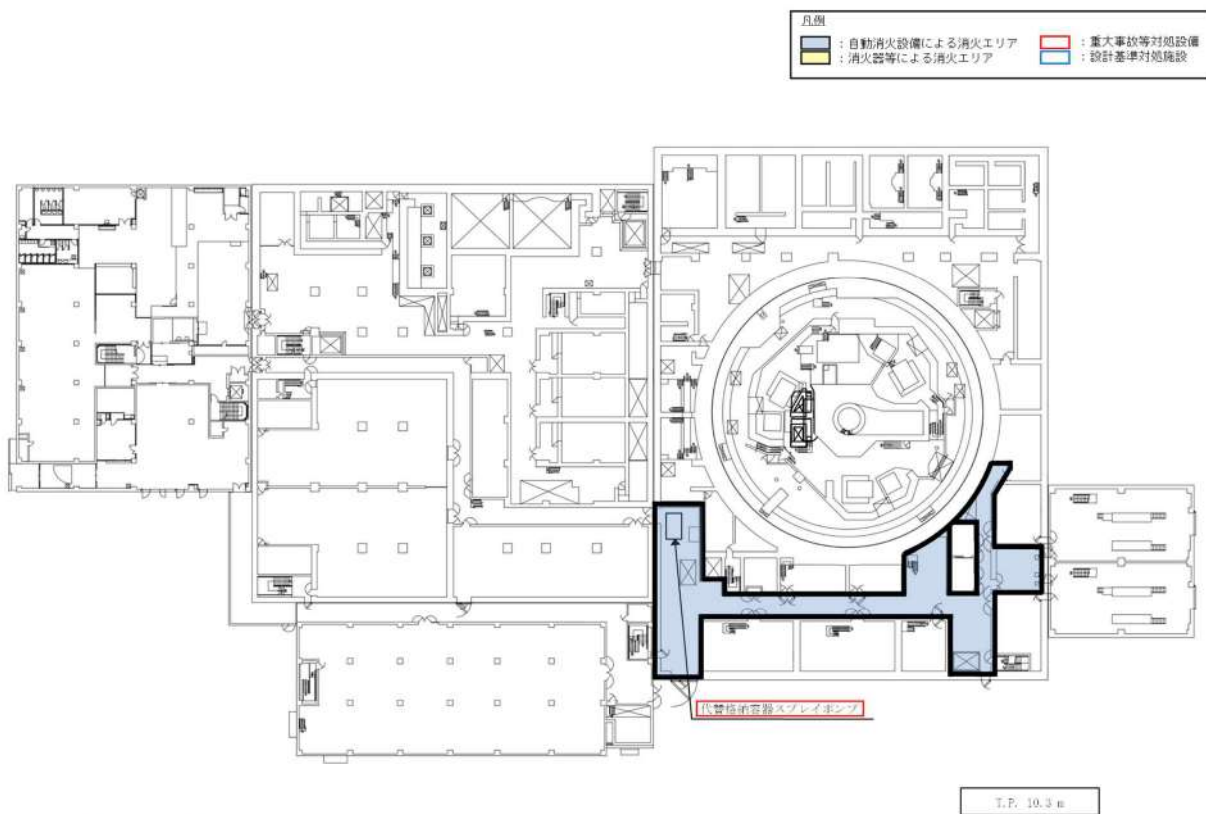 凡例
：自動消火設備による消火エリア
：重大事故等対処設備
：消火器等による消火エリア
：設計基準対処施設
代替格納容器スプレイポンプ
T.P. 10.3 m